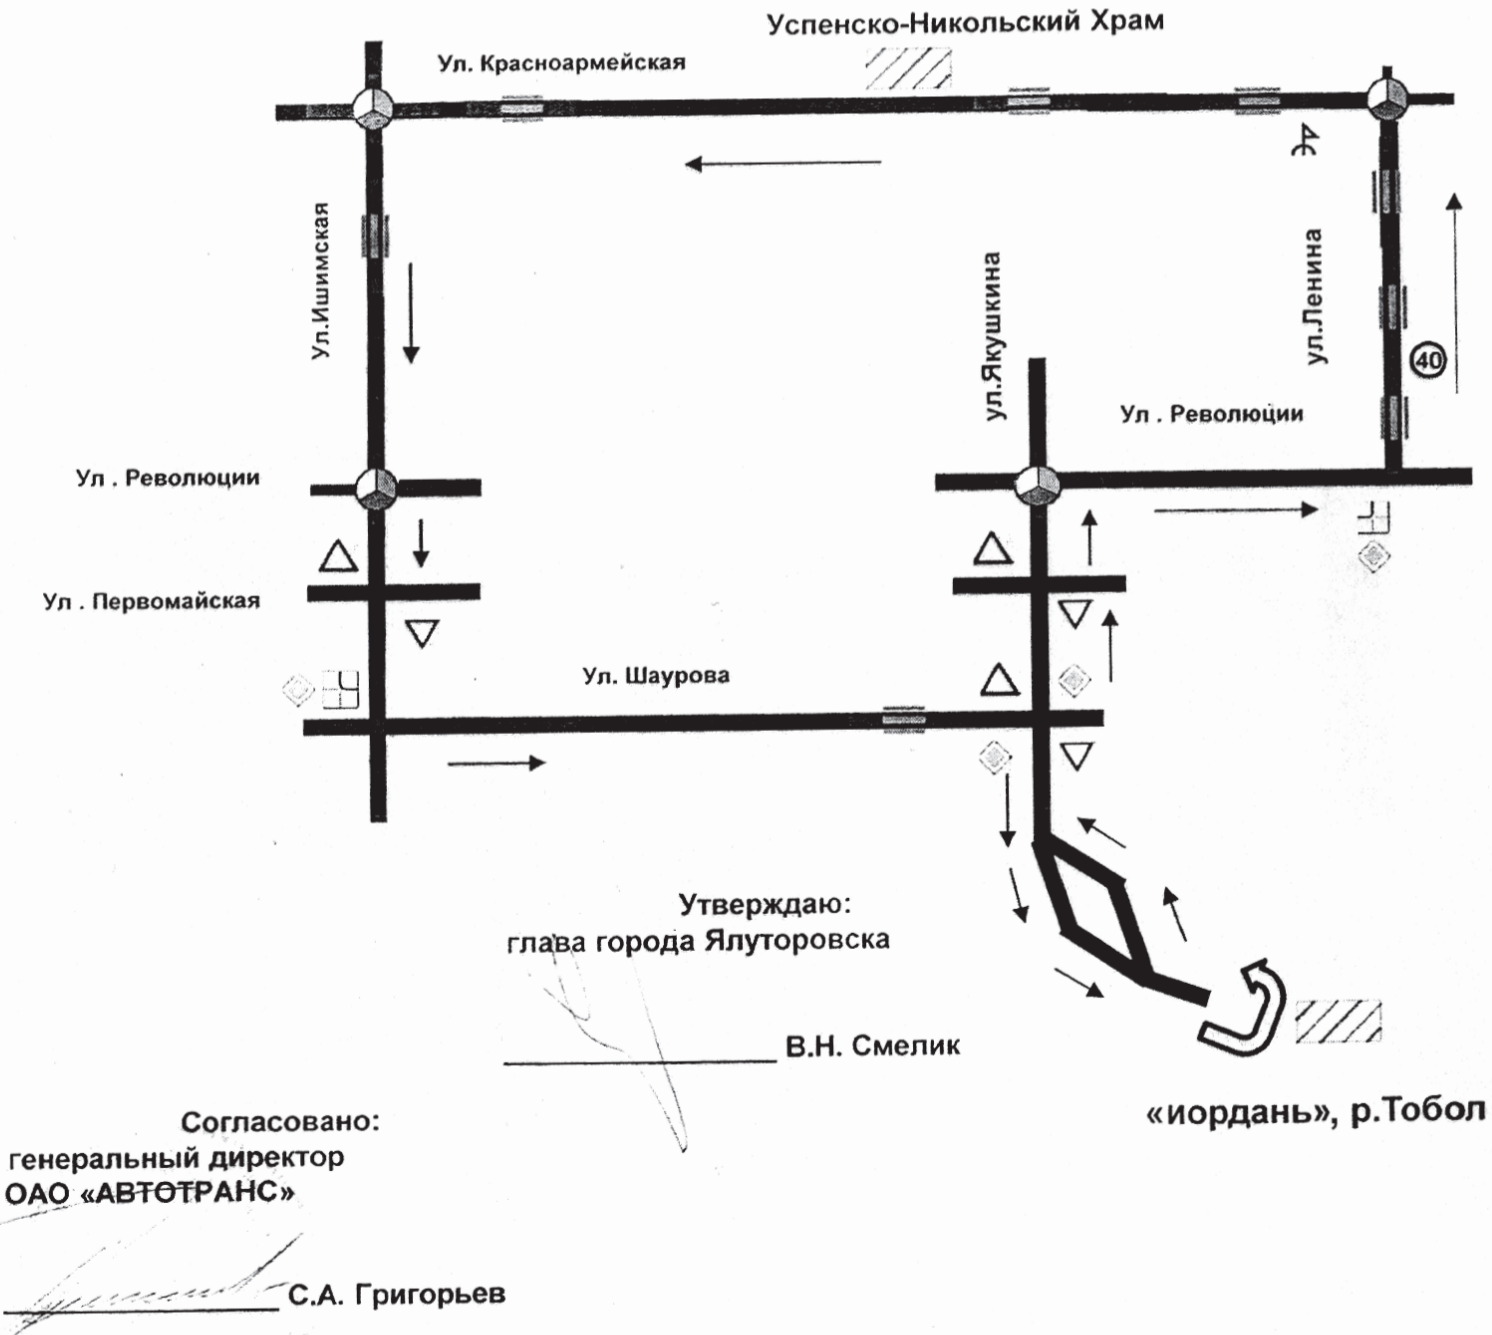 Успенско-Никольский Храм
Ул. Красноармейская
Ул.Ишимская
ул.Якушкина
ул.Ленина
40
Ул . Революции
Ул . Революции
Ул . Первомайская
Ул. Шаурова
Утверждаю:
глава города Ялуторовска
В.Н. Смелик
«иордань», р.Тобол
Согласовано:
генеральный директор
ОАО «АВТОТРАНС»
С.А. Григорьев